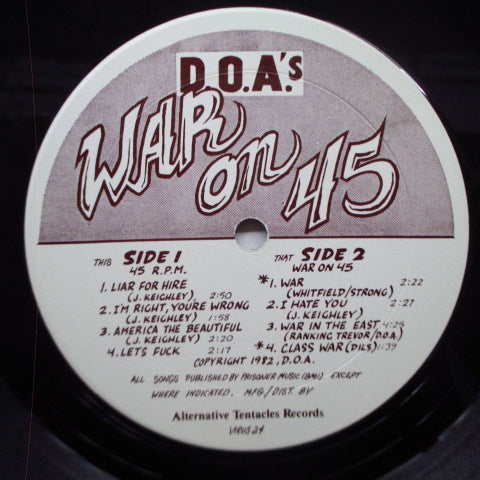 D.O.A.'s
WAR on 45
THIS SIDE 1
45 R.P.M.
1. LIAR FOR HIRE
(J. KEIGHLEY) 2:50
2. I'M RIGHT, YOU'RE WRONG
(J. KEIGHLEY) 1:58
3. AMERICA THE BEAUTIFUL
(J. KEIGHLEY) 2:20
4. LETS FUCK 2:17
THAT SIDE 2
WAR ON 45
*1. WAR 2:22
(WHITFIELD/STRONG)
2. I HATE YOU 2:27
(J. KEIGHLEY)
3. WAR IN THE EAST 4:25
(RANKING TREVOR/D.O.A.)
*4. CLASS WAR (DILS) 1:39
COPYRIGHT 1982, D.O.A.
ALL SONGS PUBLISHED BY PRISONER MUSIC (BMI) EXCEPT
WHERE INDICATED. MFG/DIST. BY
Alternative Tentacles Records
VIRUS 24